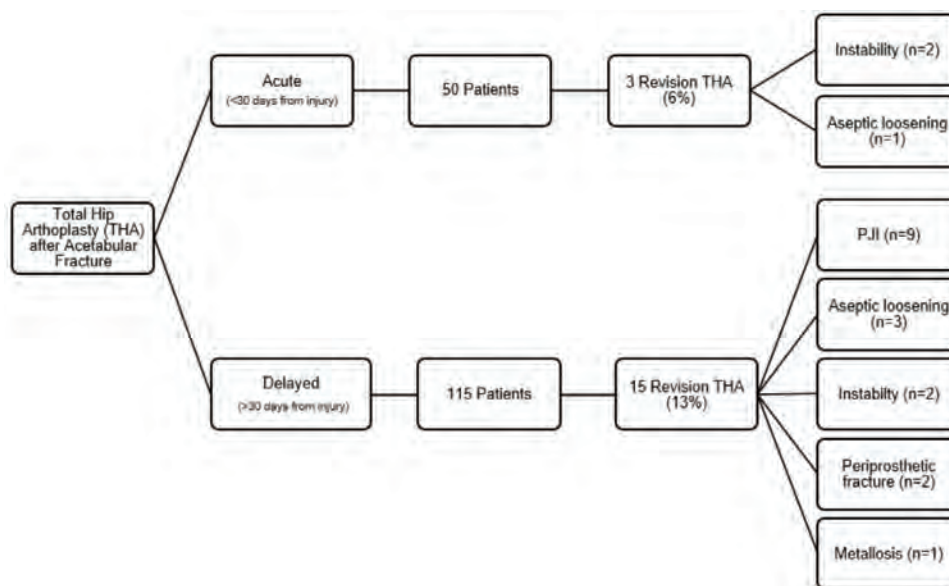 Total Hip
Arthoplasty (THA)
after Acetabular
Fracture
Acute
(<30 days from injury)
50 Patients
3 Revision THA
(6%)
Instability (n=2)
Aseptic loosening
(n=1)
Delayed
(>30 days from injury)
115 Patients
15 Revision THA
(13%)
PJI (n=9)
Aseptic loosening
(n=3)
Instabilty (n=2)
Periprosthetic
fracture (n=2)
Metallosis (n=1)